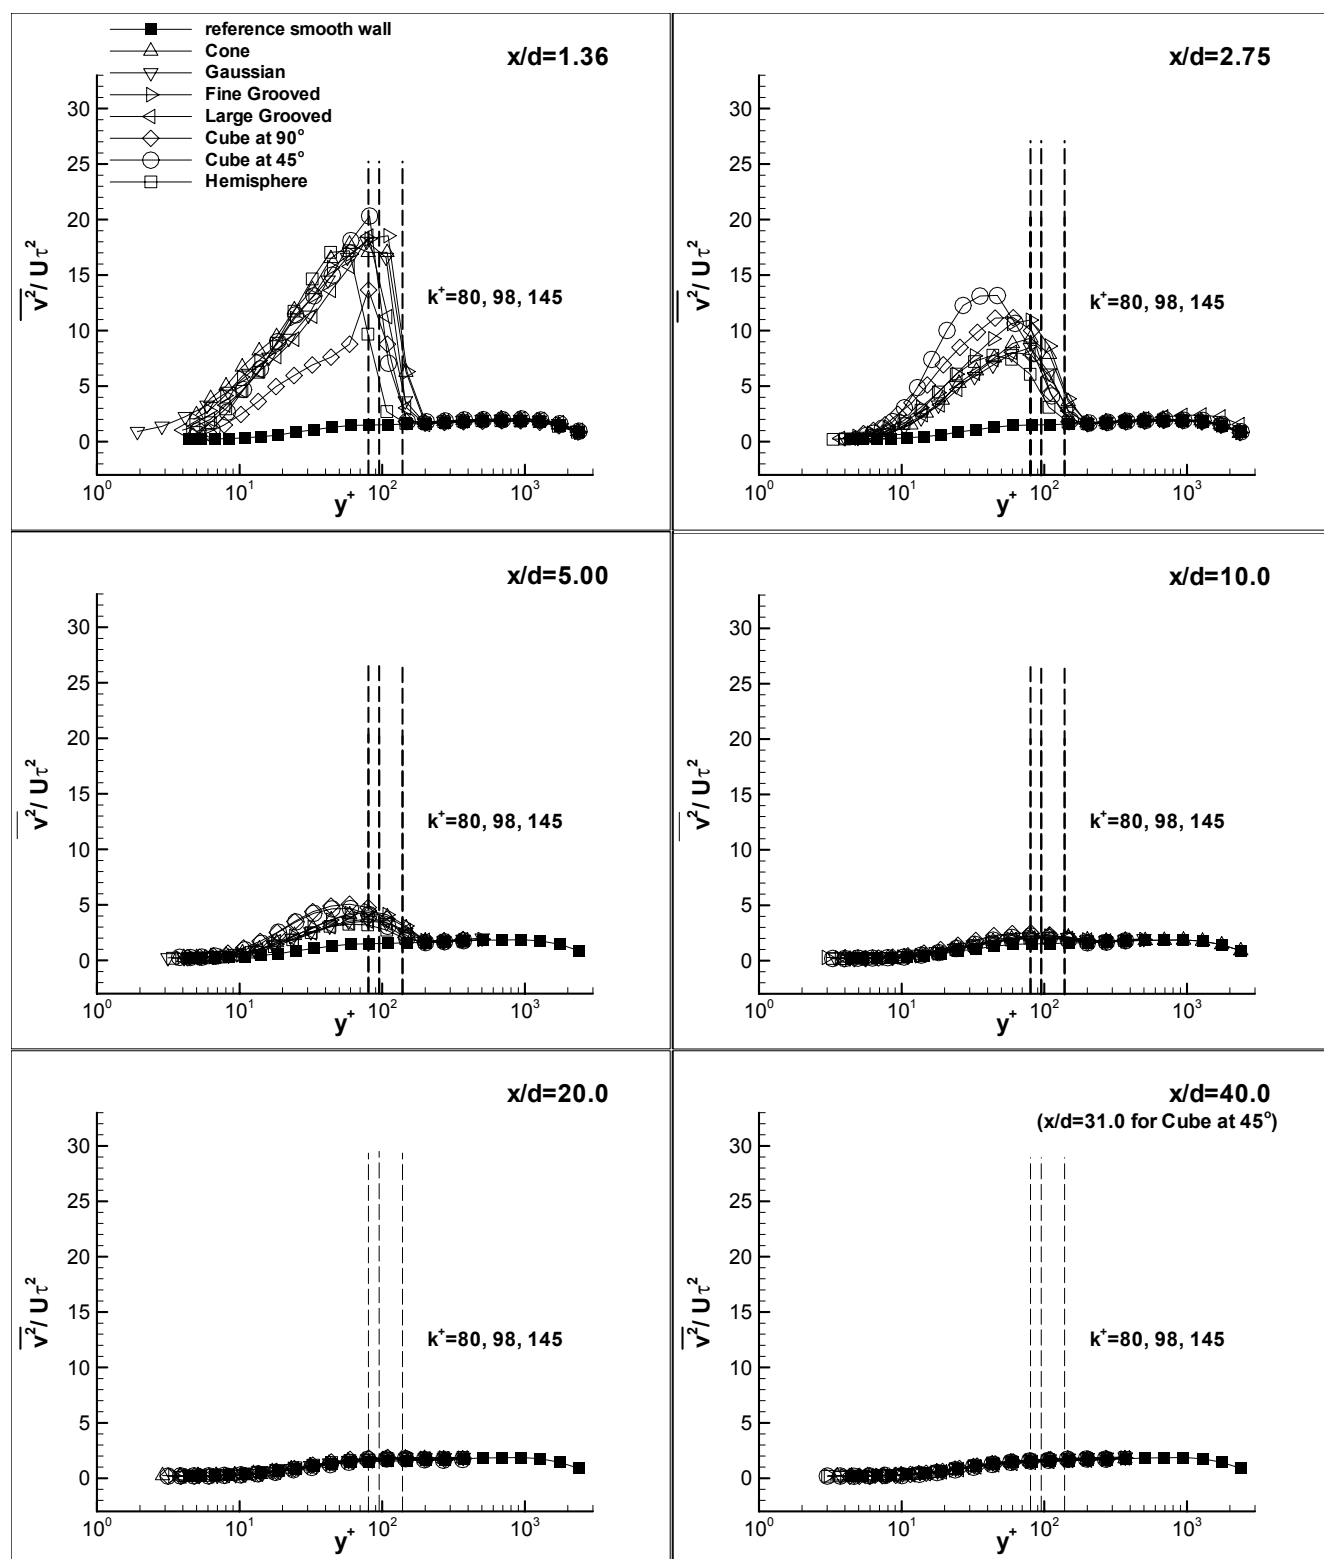 reference smooth wall
Cone
Gaussian
Fine Grooved
Large Grooved
Cube at 90°
Cube at 45°
Hemisphere
x/d=1.36
30
25
20
15
10
5
0
v²/ Uτ²
k⁺=80, 98, 145
10⁰ 10¹ 10² 10³
y⁺
x/d=2.75
30
25
20
15
10
5
0
v²/ Uτ²
k⁺=80, 98, 145
10⁰ 10¹ 10² 10³
y⁺
x/d=5.00
30
25
20
15
10
5
0
v²/ Uτ²
k⁺=80, 98, 145
10⁰ 10¹ 10² 10³
y⁺
x/d=10.0
30
25
20
15
10
5
0
v²/ Uτ²
k⁺=80, 98, 145
10⁰ 10¹ 10² 10³
y⁺
x/d=20.0
30
25
20
15
10
5
0
v²/ Uτ²
k⁺=80, 98, 145
10⁰ 10¹ 10² 10³
y⁺
x/d=40.0
(x/d=31.0 for Cube at 45°)
30
25
20
15
10
5
0
v²/ Uτ²
k⁺=80, 98, 145
10⁰ 10¹ 10² 10³
y⁺